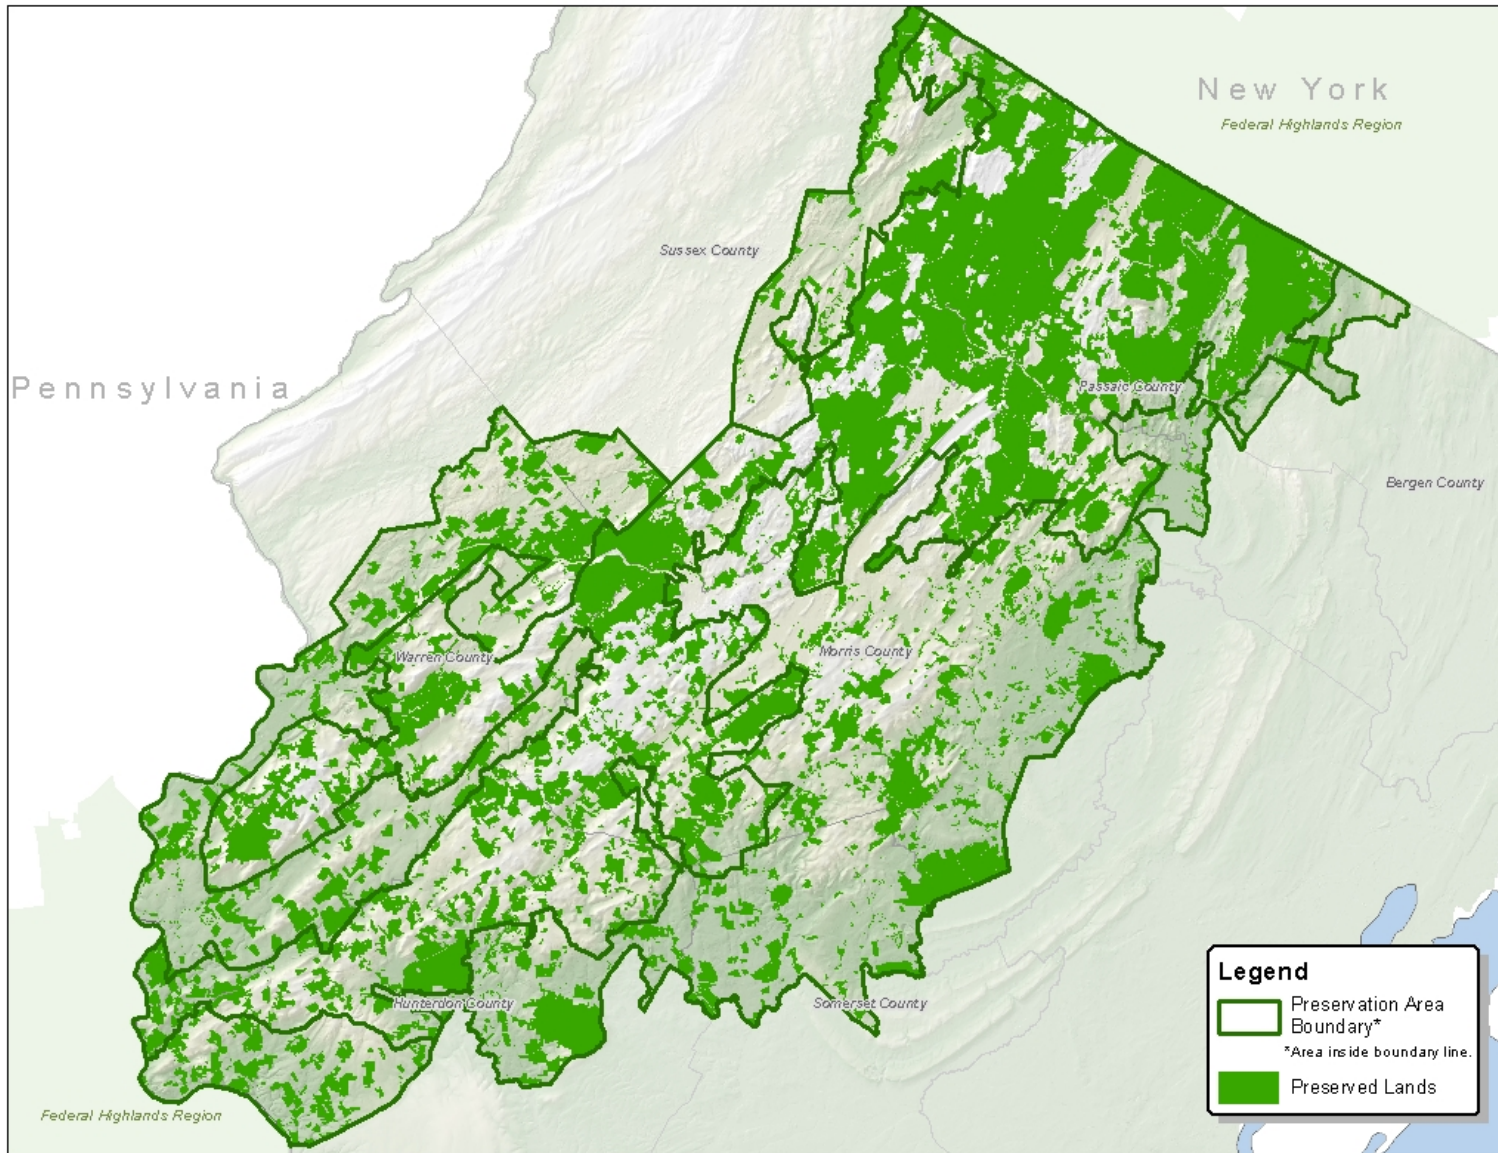 New York
Federal Highlands Region
Sussex County
Pennsylvania
Passaic County
Bergen County
Warren County
Morris County
Hunterdon County
Somerset County
Federal Highlands Region
Legend
Preservation Area
Boundary*
*Area inside boundary line.
Preserved Lands